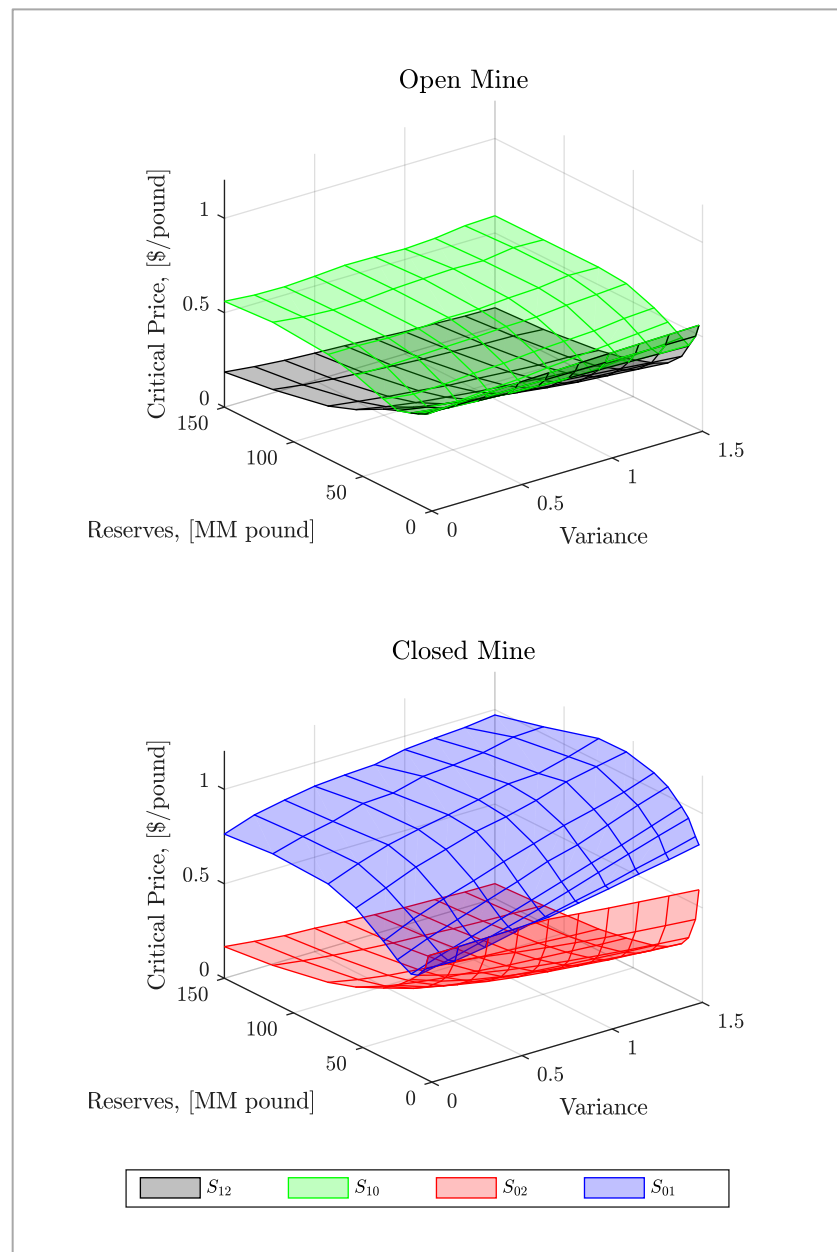 Open Mine
Critical Price, [$/pound]
1
0.5
0
150
100
50
0
Reserves, [MM pound]
0
0.5
1
1.5
Variance
Closed Mine
Critical Price, [$/pound]
1
0.5
0
150
100
50
0
Reserves, [MM pound]
0
0.5
1
1.5
Variance
S12 S10 S02 S01